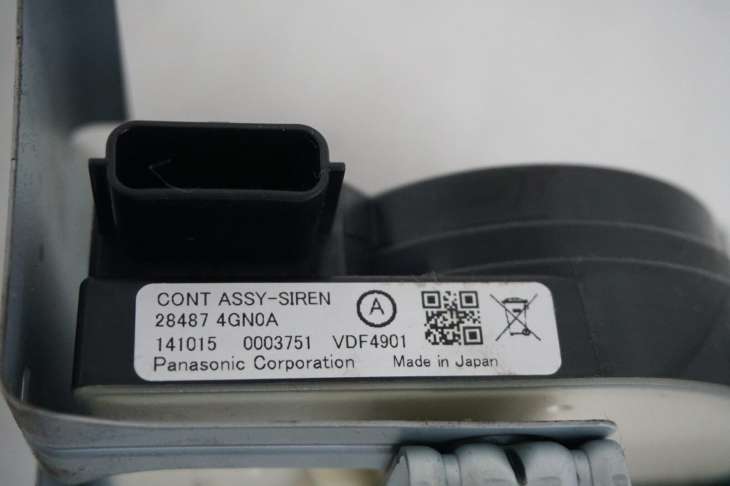 CONT ASSY-SIREN
28487 4GN0A
A
141015 0003751 VDF4901
Panasonic Corporation Made in Japan